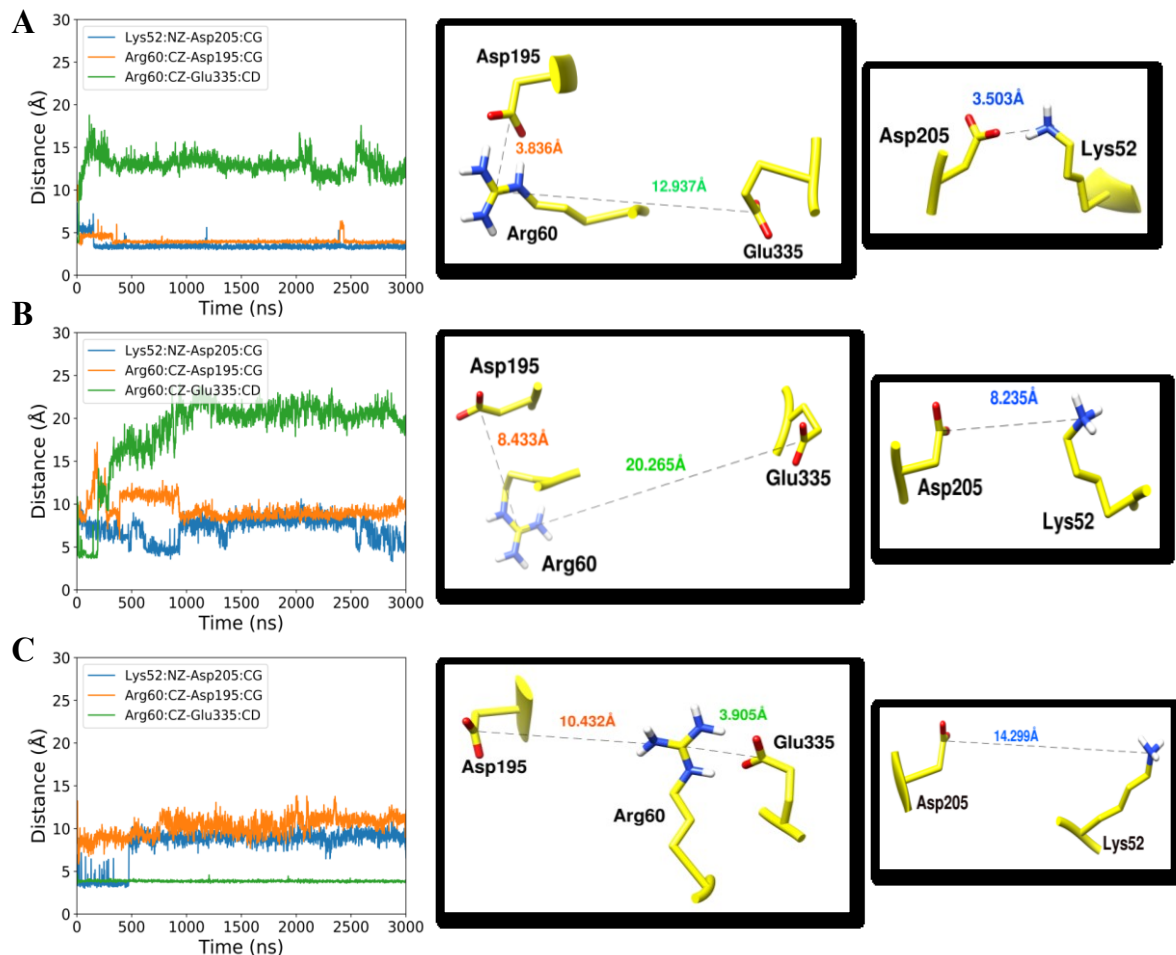 A
Distance (Å)
30
25
20
15
10
5
0
Lys52:NZ-Asp205:CG
Arg60:CZ-Asp195:CG
Arg60:CZ-Glu335:CD
0 500 1000 1500 2000 2500 3000
Time (ns)
Asp195
3.836Å
12.937Å
Arg60
Glu335
3.503Å
Asp205
Lys52
B
Distance (Å)
30
25
20
15
10
5
0
Lys52:NZ-Asp205:CG
Arg60:CZ-Asp195:CG
Arg60:CZ-Glu335:CD
0 500 1000 1500 2000 2500 3000
Time (ns)
Asp195
8.433Å
20.265Å
Glu335
Arg60
8.235Å
Asp205
Lys52
C
Distance (Å)
30
25
20
15
10
5
0
Lys52:NZ-Asp205:CG
Arg60:CZ-Asp195:CG
Arg60:CZ-Glu335:CD
0 500 1000 1500 2000 2500 3000
Time (ns)
10.432Å
3.905Å
Glu335
Asp195
Arg60
14.299Å
Asp205
Lys52